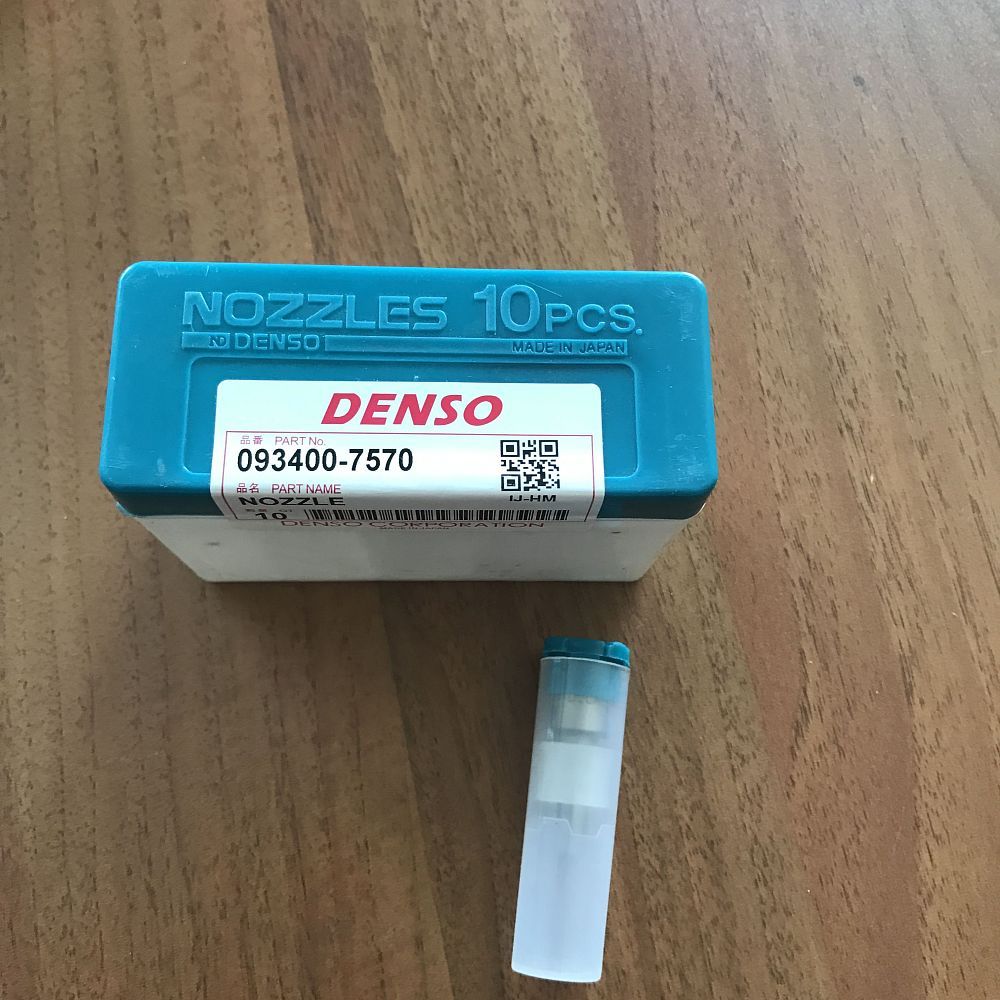 NOZZLES 10PCS.
DENSO MADE IN JAPAN
DENSO
品番 PART No.
093400-7570
品名 PART NAME
IJ-HM
NOZZLE
10
DENSO CORPORATION
MADE IN JAPAN